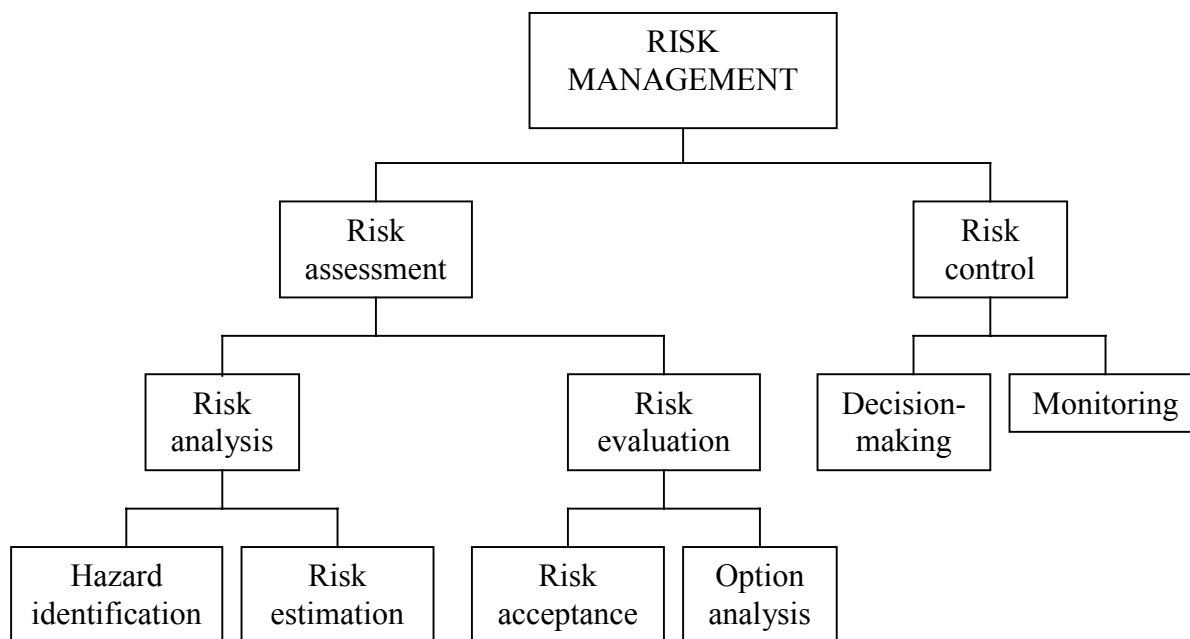 RISK
MANAGEMENT
Risk
assessment
Risk
control
Risk
analysis
Risk
evaluation
Decision-
making
Monitoring
Hazard
identification
Risk
estimation
Risk
acceptance
Option
analysis